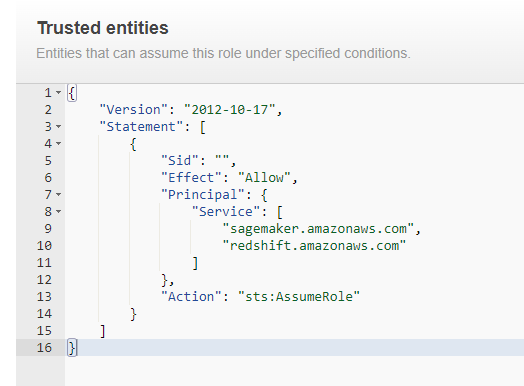 Trusted entities
Entities that can assume this role under specified conditions.
1 {
2     "Version": "2012-10-17",
3     "Statement": [
4         {
5             "Sid": "",
6             "Effect": "Allow",
7             "Principal": {
8                 "Service": [
9                     "sagemaker.amazonaws.com",
10                     "redshift.amazonaws.com"
11                 ]
12             },
13             "Action": "sts:AssumeRole"
14         }
15     ]
16 }